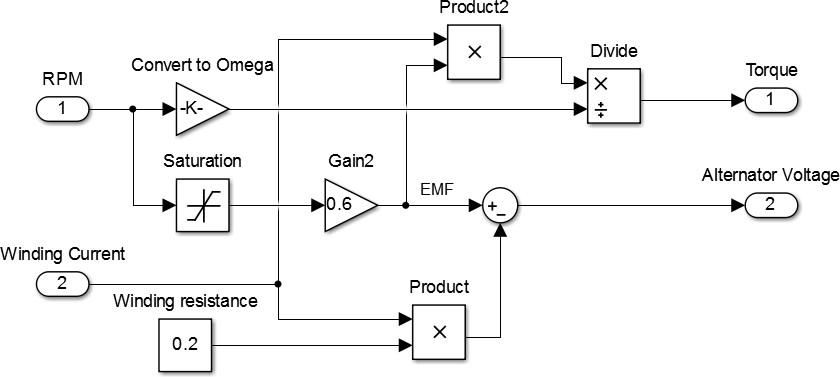 Product2
×
Divide
×
÷
RPM
1
Convert to Omega
-K-
Torque
1
Saturation
Gain2
0.6
EMF
+
−
Alternator Voltage
2
Winding Current
2
Winding resistance
0.2
Product
×